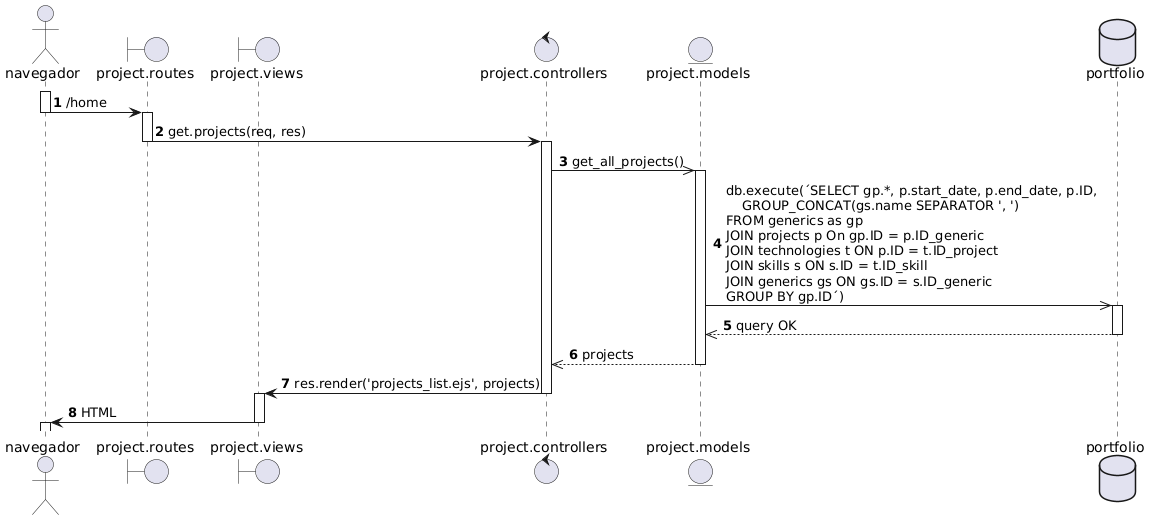 navegador project.routes project.views project.controllers project.models portfolio
1 /home
2 get.projects(req, res)
3 get_all_projects()
db.execute(´SELECT gp.*, p.start_date, p.end_date, p.ID,
GROUP_CONCAT(gs.name SEPARATOR ', ')
FROM generics as gp
JOIN projects p On gp.ID = p.ID_generic
4 JOIN technologies t ON p.ID = t.ID_project
JOIN skills s ON s.ID = t.ID_skill
JOIN generics gs ON gs.ID = s.ID_generic
GROUP BY gp.ID´)
5 query OK
6 projects
7 res.render('projects_list.ejs', projects)
8 HTML
navegador project.routes project.views project.controllers project.models portfolio